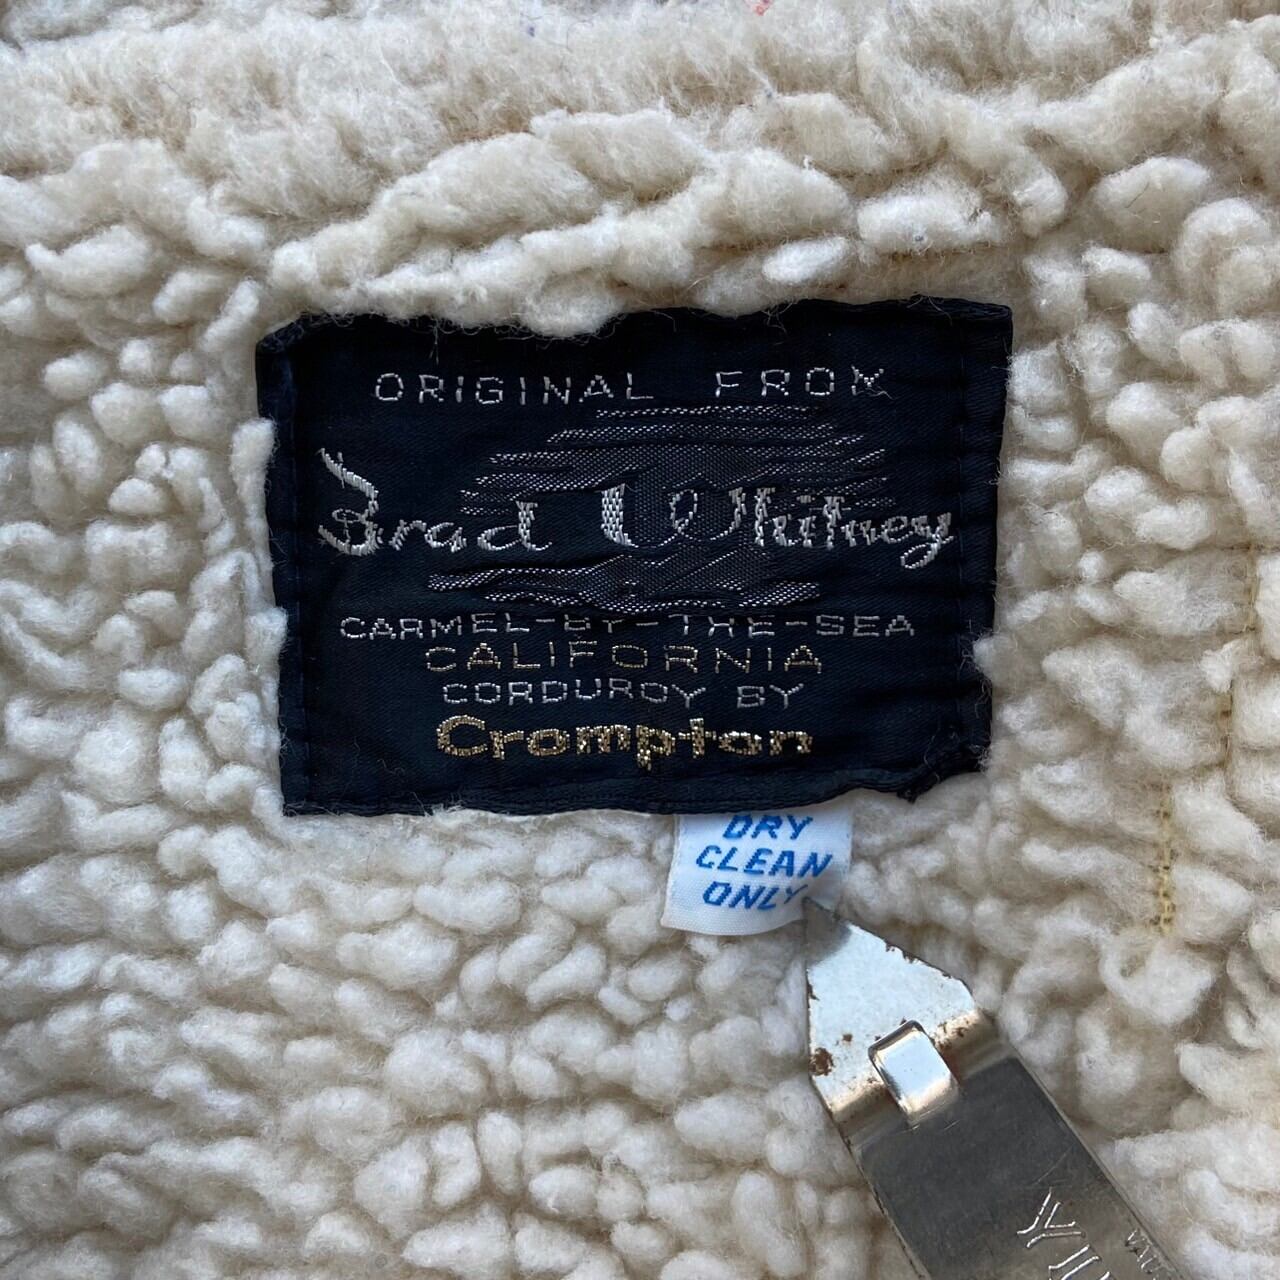 ORIGINAL FROM
Brad Whitney
CARMEL-BY-THE-SEA
CALIFORNIA
CORDUROY BY
Crompton
DRY
CLEAN
ONLY